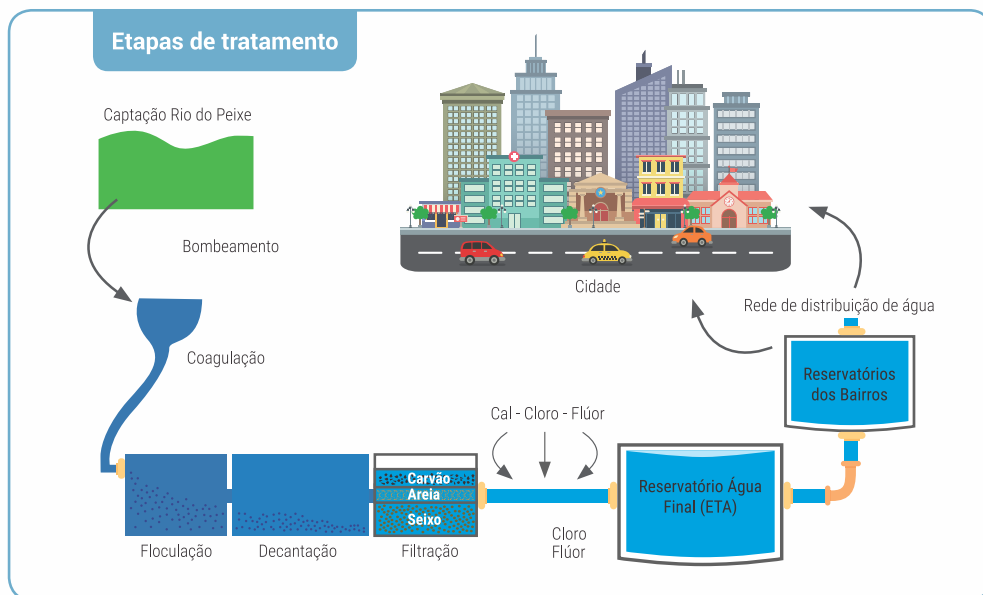 Etapas de tratamento
Captação Rio do Peixe
Bombeamento
Coagulação
Floculação
Decantação
Carvão
Areia
Seixo
Filtração
Cal - Cloro - Flúor
Cloro
Flúor
Reservatório Água
Final (ETA)
Reservatórios
dos Bairros
Rede de distribuição de água
Cidade